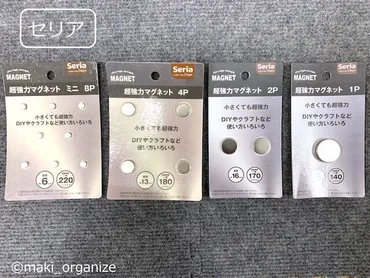 セリア
MAGNET
Seria
超強力マグネット ミニ 8P
小さくても超強力
DIYやクラフトなど
使い方いろいろ
6
220
MAGNET
Seria
超強力マグネット 4P
小さくても超強力
DIYやクラフトなど
使い方いろいろ
13
180
MAGNET
Seria
超強力マグネット 2P
小さくても超強力
DIYやクラフトなど
使い方いろいろ
16
170
MAGNET
Seria
超強力マグネット 1P
小さくても超強力
DIYやクラフトなど
使い方いろいろ
140
©maki_organize